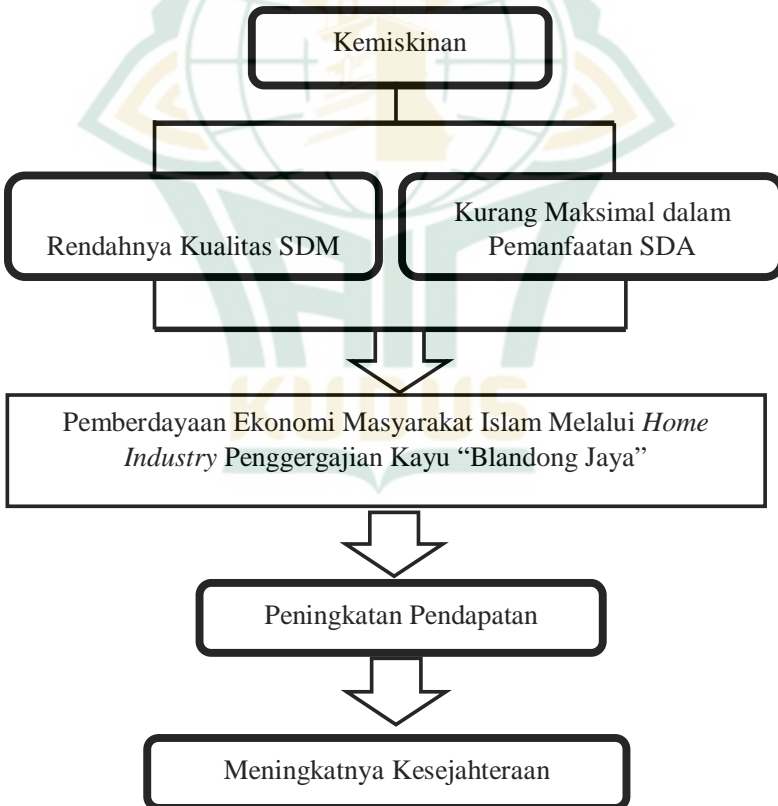 Kemiskinan
Rendahnya Kualitas SDM
Kurang Maksimal dalam
Pemanfaatan SDA
KUDUS
Pemberdayaan Ekonomi Masyarakat Islam Melalui Home
Industry Penggergajian Kayu “Blandong Jaya”
Peningkatan Pendapatan
Meningkatnya Kesejahteraan